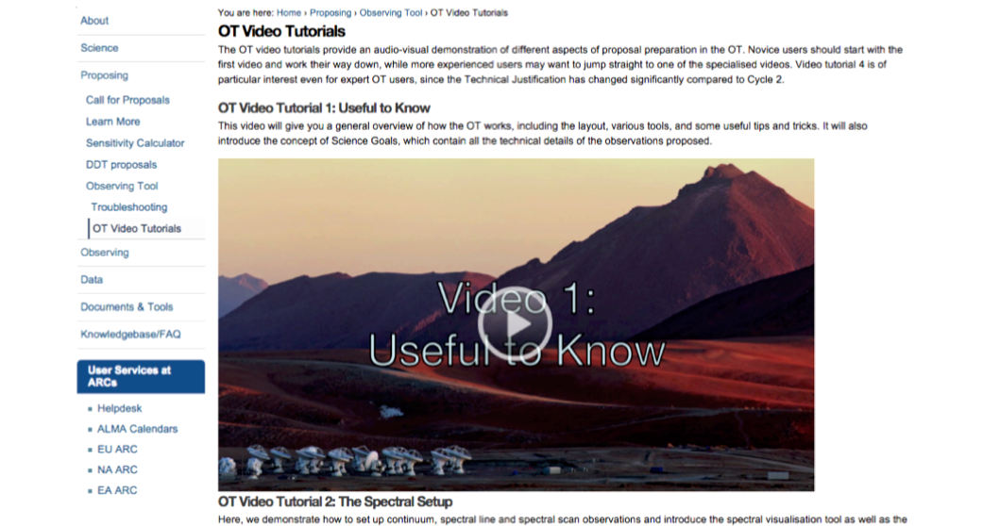 About
Science
Proposing
Call for Proposals
Learn More
Sensitivity Calculator
DDT proposals
Observing Tool
Troubleshooting
OT Video Tutorials
Observing
Data
Documents & Tools
Knowledgebase/FAQ
User Services at
ARCs
Helpdesk
ALMA Calendars
EU ARC
NA ARC
EA ARC
You are here: Home › Proposing › Observing Tool › OT Video Tutorials
OT Video Tutorials
The OT video tutorials provide an audio-visual demonstration of different aspects of proposal preparation in the OT. Novice users should start with the
first video and work their way down, while more experienced users may want to jump straight to one of the specialised videos. Video tutorial 4 is of
particular interest even for expert OT users, since the Technical Justification has changed significantly compared to Cycle 2.
OT Video Tutorial 1: Useful to Know
This video will give you a general overview of how the OT works, including the layout, various tools, and some useful tips and tricks. It will also
introduce the concept of Science Goals, which contain all the technical details of the observations proposed.
Video 1:
Useful to Know
OT Video Tutorial 2: The Spectral Setup
Here, we demonstrate how to set up continuum, spectral line and spectral scan observations and introduce the spectral visualisation tool as well as the